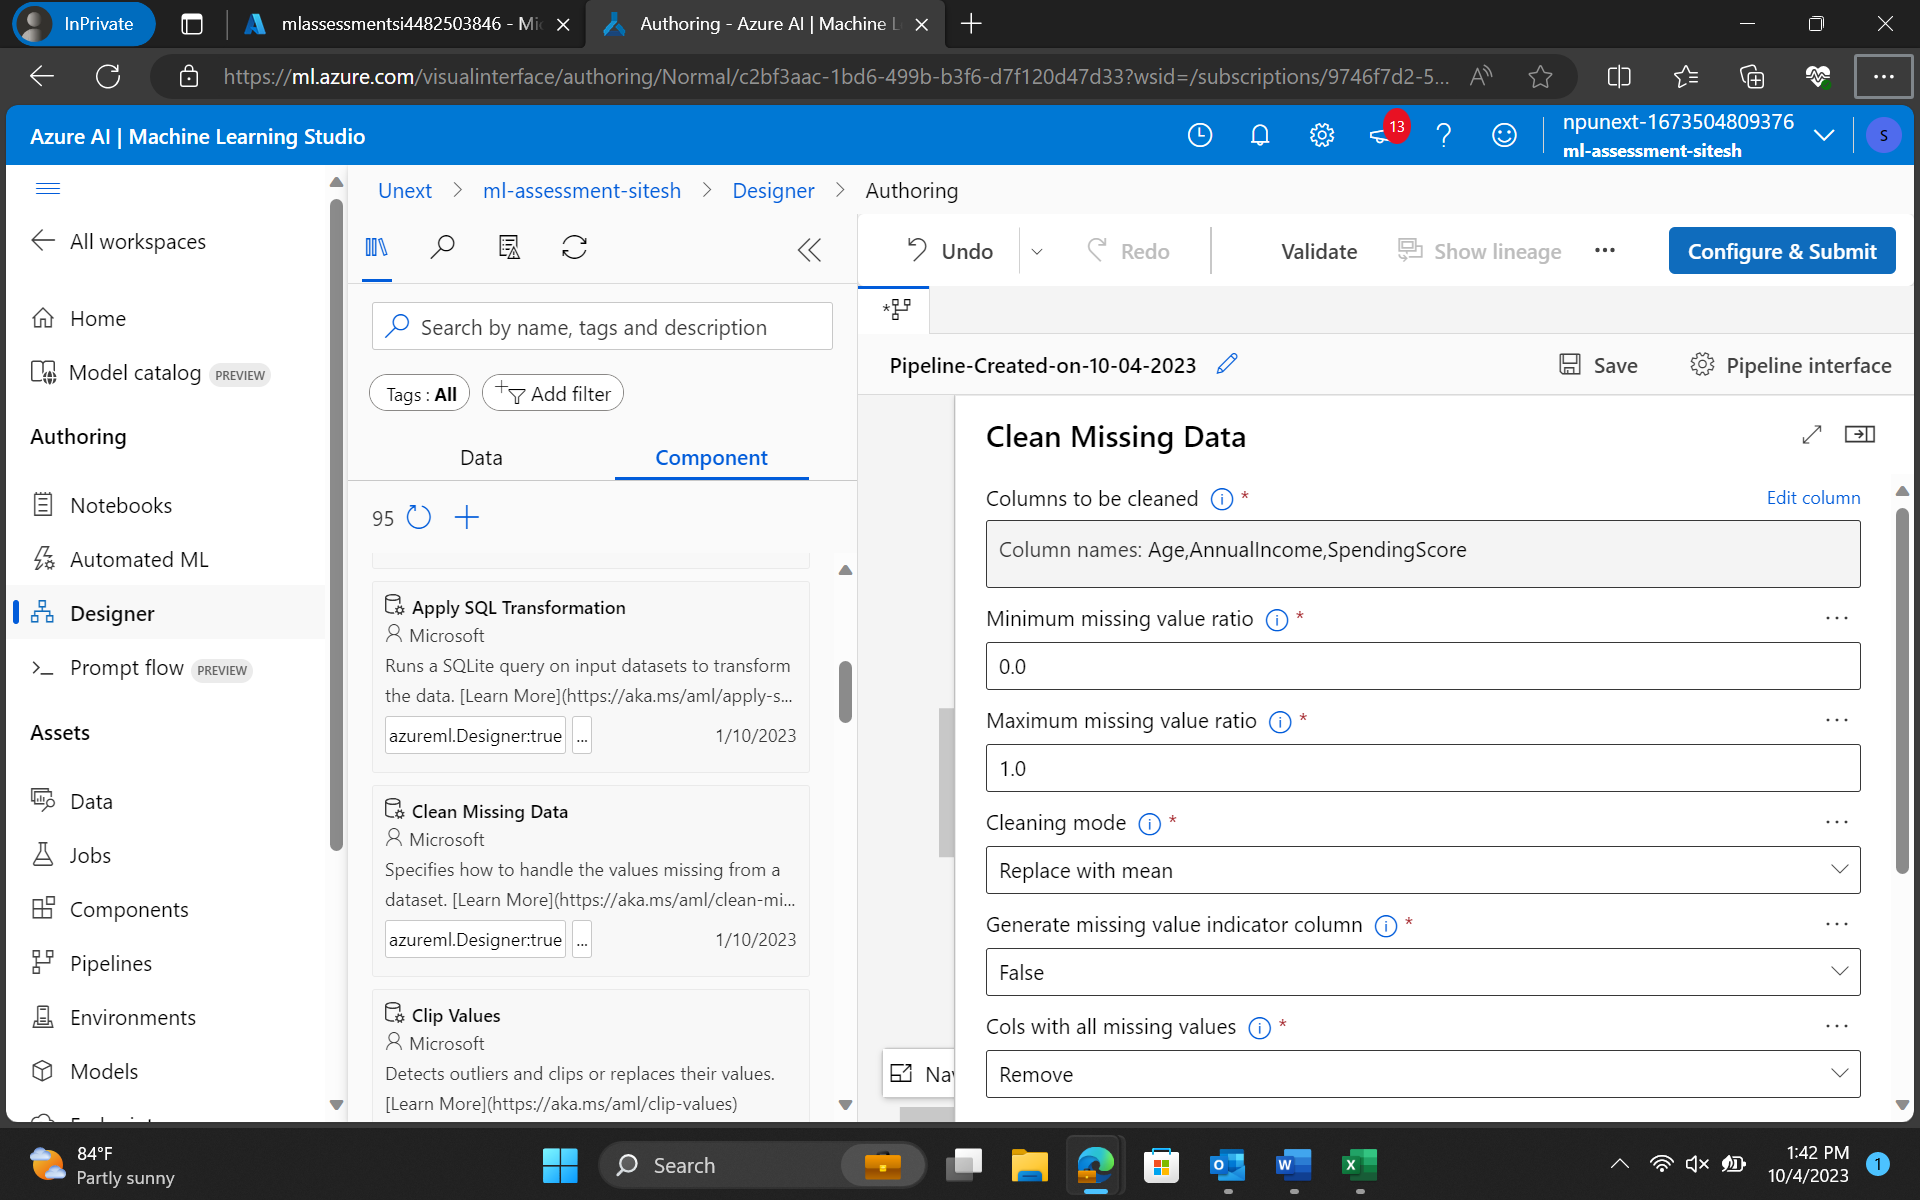 InPrivate
mlassessmentsi4482503846 - Mi
Authoring - Azure AI | Machine L
https://ml.azure.com/visualinterface/authoring/Normal/c2bf3aac-1bd6-499b-b3f6-d7f120d47d33?wsid=/subscriptions/9746f7d2-5...
Azure AI | Machine Learning Studio
13
npunext-1673504809376
ml-assessment-sitesh
S
All workspaces
Home
Model catalog PREVIEW
Authoring
Notebooks
Automated ML
Designer
Prompt flow PREVIEW
Assets
Data
Jobs
Components
Pipelines
Environments
Models
Unext > ml-assessment-sitesh > Designer > Authoring
Search by name, tags and description
Tags : All
Add filter
Data
Component
95
Apply SQL Transformation
Microsoft
Runs a SQLite query on input datasets to transform
the data. [Learn More](https://aka.ms/aml/apply-s...
azureml.Designer:true ... 1/10/2023
Clean Missing Data
Microsoft
Specifies how to handle the values missing from a
dataset. [Learn More](https://aka.ms/aml/clean-mi...
azureml.Designer:true ... 1/10/2023
Clip Values
Microsoft
Detects outliers and clips or replaces their values.
[Learn More](https://aka.ms/aml/clip-values)
Undo
Redo
Validate
Show lineage
...
Configure & Submit
Pipeline-Created-on-10-04-2023
Save
Pipeline interface
Nav
Clean Missing Data
Columns to be cleaned *
Edit column
Column names: Age,AnnualIncome,SpendingScore
Minimum missing value ratio * ...
0.0
Maximum missing value ratio * ...
1.0
Cleaning mode * ...
Replace with mean
Generate missing value indicator column * ...
False
Cols with all missing values * ...
Remove
84°F
Partly sunny
Search
1:42 PM
10/4/2023
1